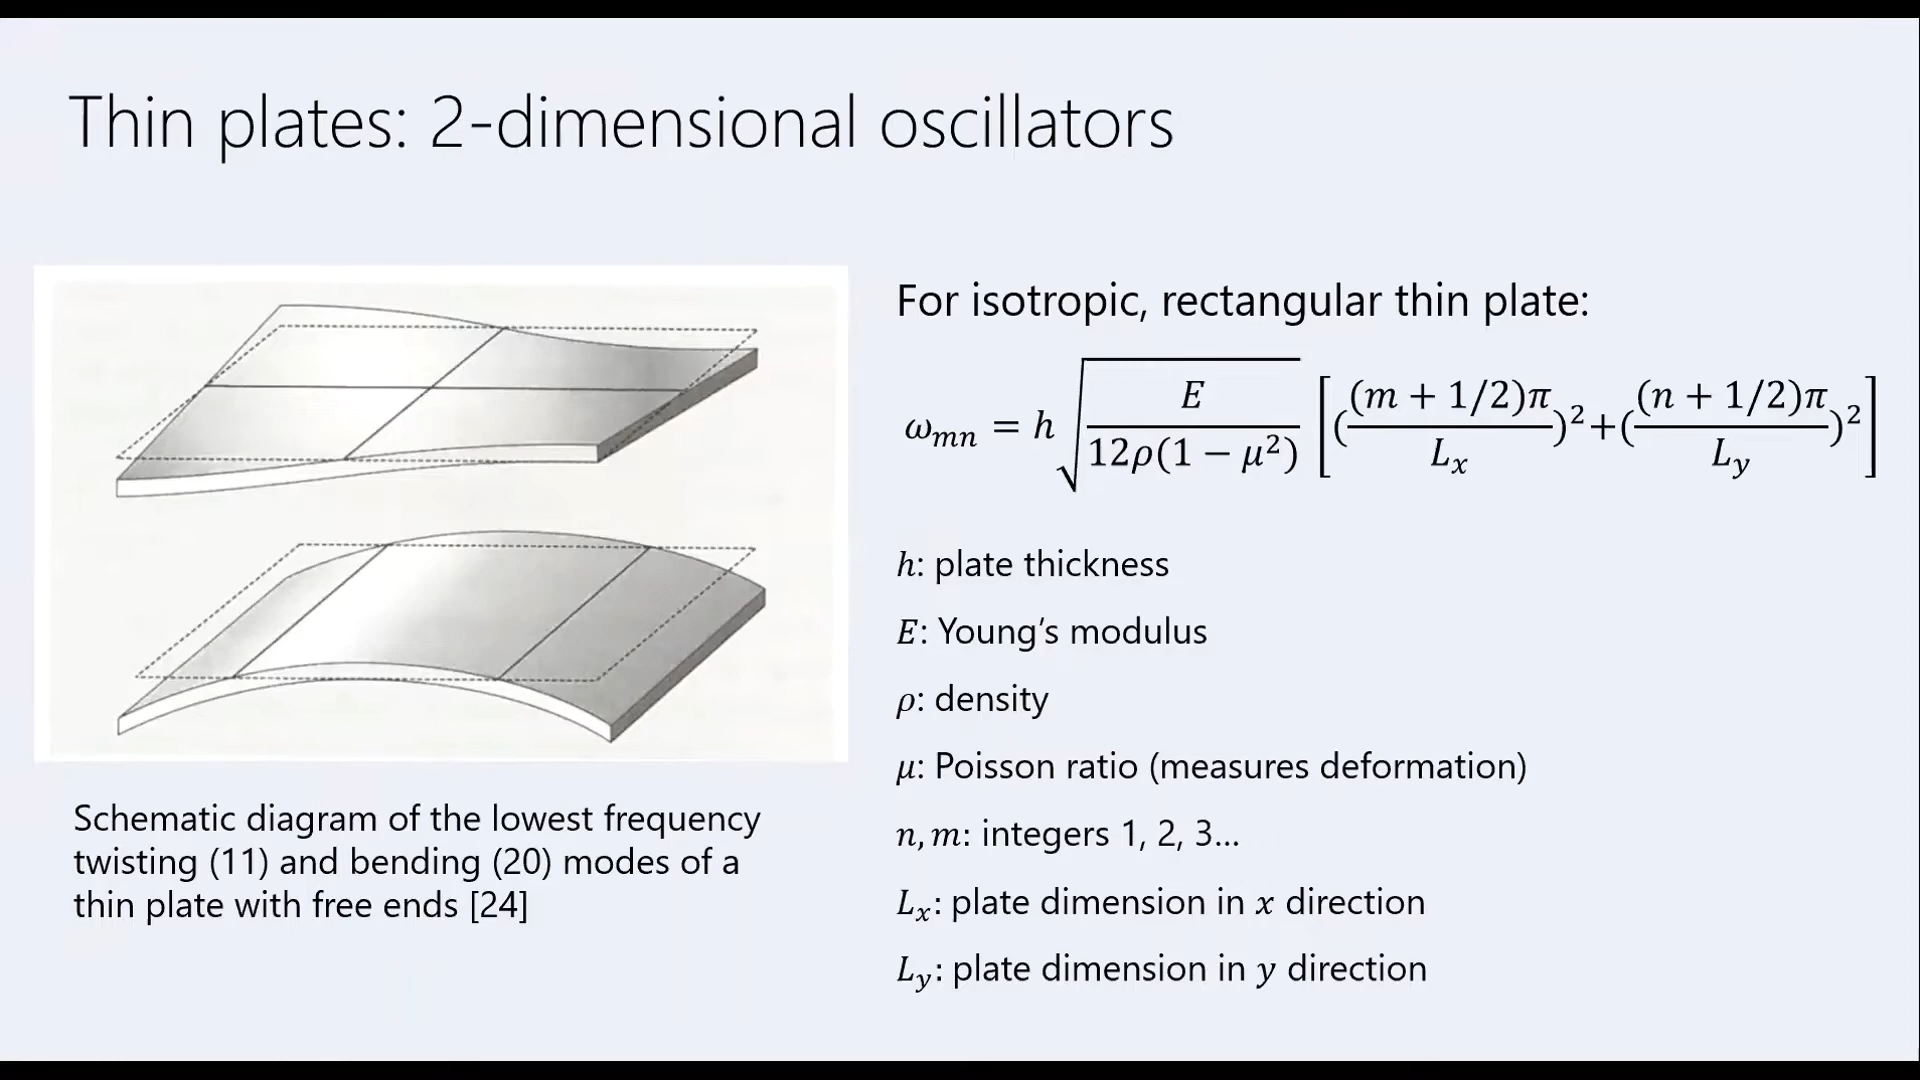 Thin plates: 2-dimensional oscillators
For isotropic, rectangular thin plate:
𝜔ₘₙ = ℎ √(𝐸 / 12𝜌(1 − 𝜇²)) [((𝑚 + 1/2)𝜋 / 𝐿ₓ)² + ((𝑛 + 1/2)𝜋 / 𝐿_𝑦)²]
ℎ: plate thickness
𝐸: Young’s modulus
𝜌: density
𝜇: Poisson ratio (measures deformation)
𝑛, 𝑚: integers 1, 2, 3…
𝐿ₓ: plate dimension in 𝑥 direction
𝐿_𝑦: plate dimension in 𝑦 direction
Schematic diagram of the lowest frequency
twisting (11) and bending (20) modes of a
thin plate with free ends [24]